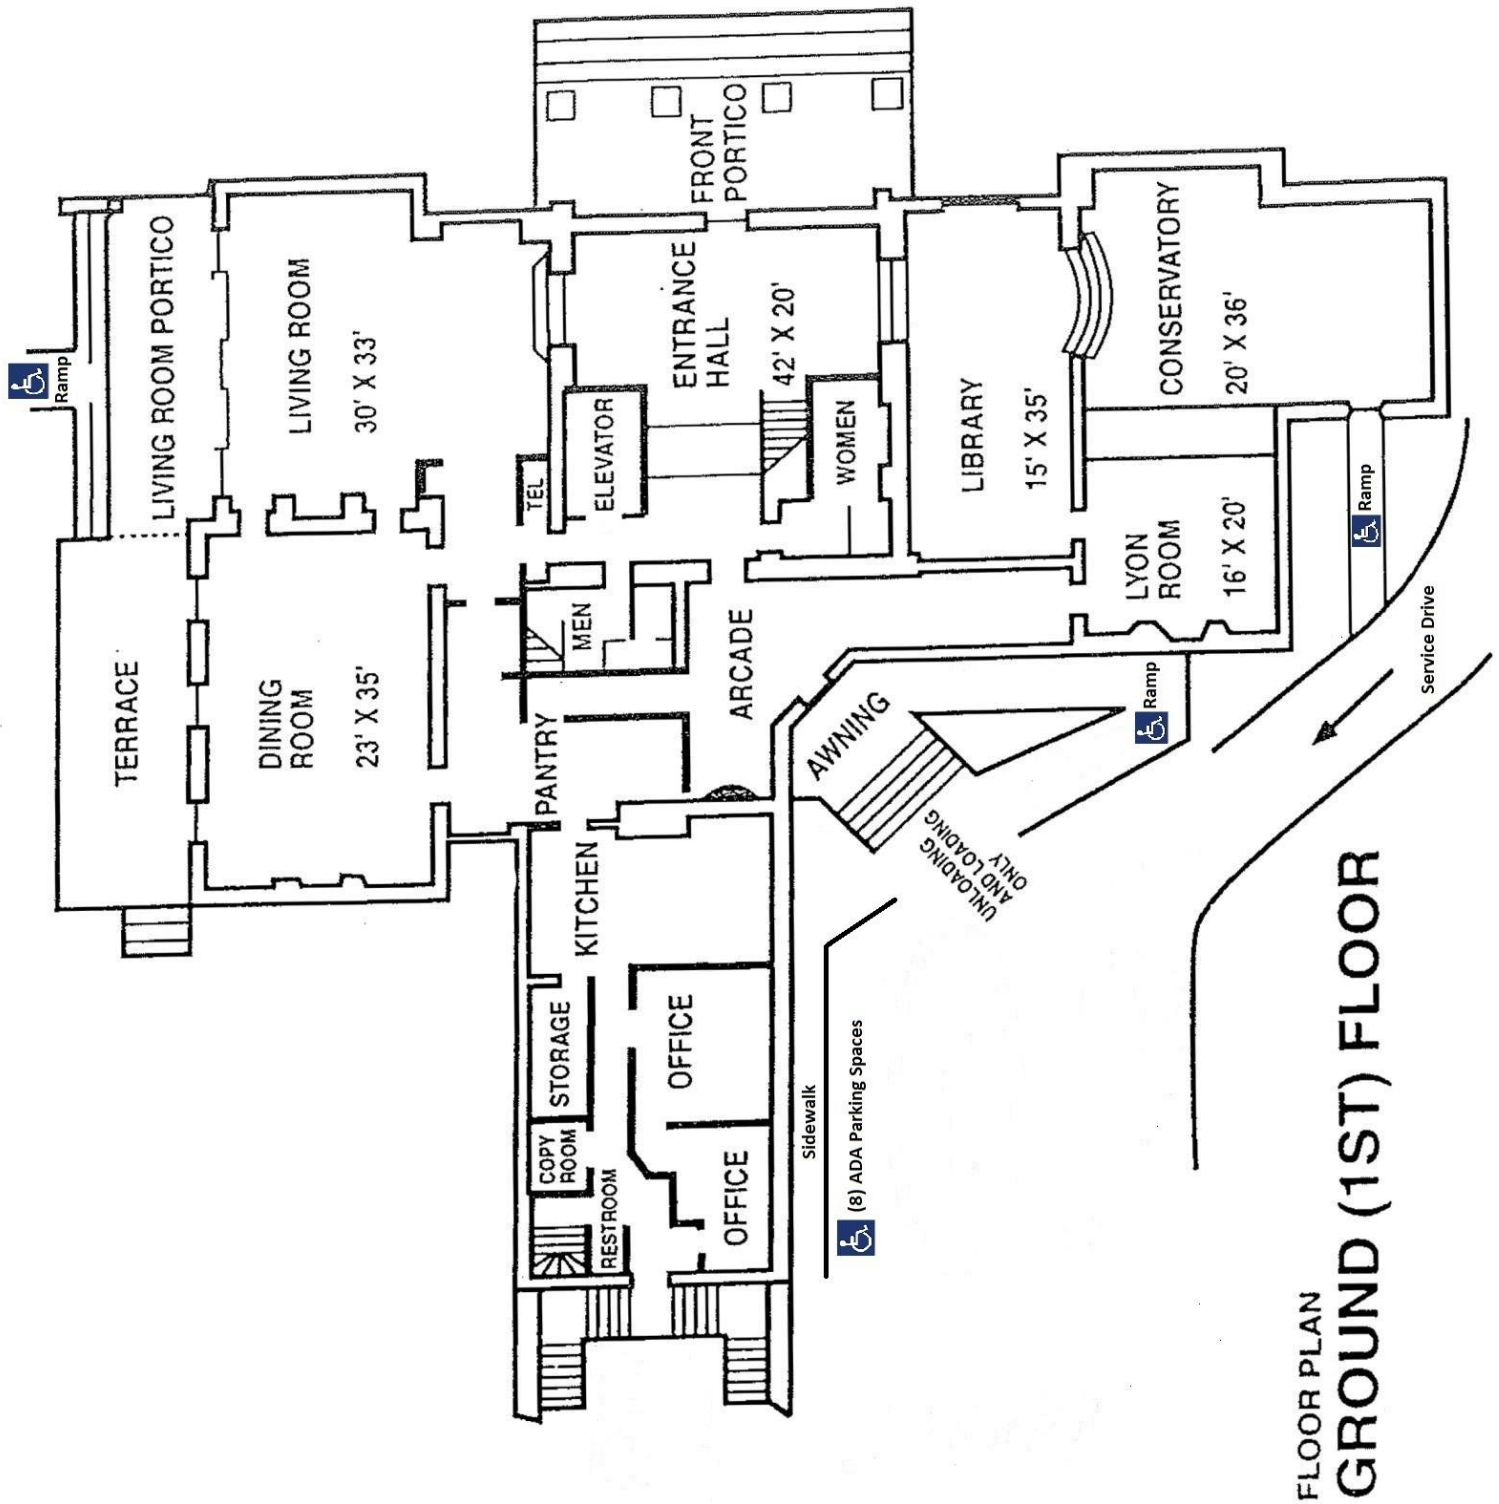 TERRACE
LIVING ROOM PORTICO
Ramp
DINING
ROOM
23' X 35'
LIVING ROOM
30' X 33'
STORAGE
COPY
ROOM
RESTROOM
KITCHEN
PANTRY
MEN
TEL
ELEVATOR
OFFICE
OFFICE
ARCADE
ENTRANCE
HALL
42' X 20'
FRONT
PORTICO
WOMEN
Sidewalk
(8) ADA Parking Spaces
AWNING
UNLOADING
AND LOADING
ONLY
LIBRARY
15' X 35'
Ramp
LYON
ROOM
16' X 20'
CONSERVATORY
20' X 36'
Ramp
Service Drive
FLOOR PLAN
GROUND (1ST) FLOOR